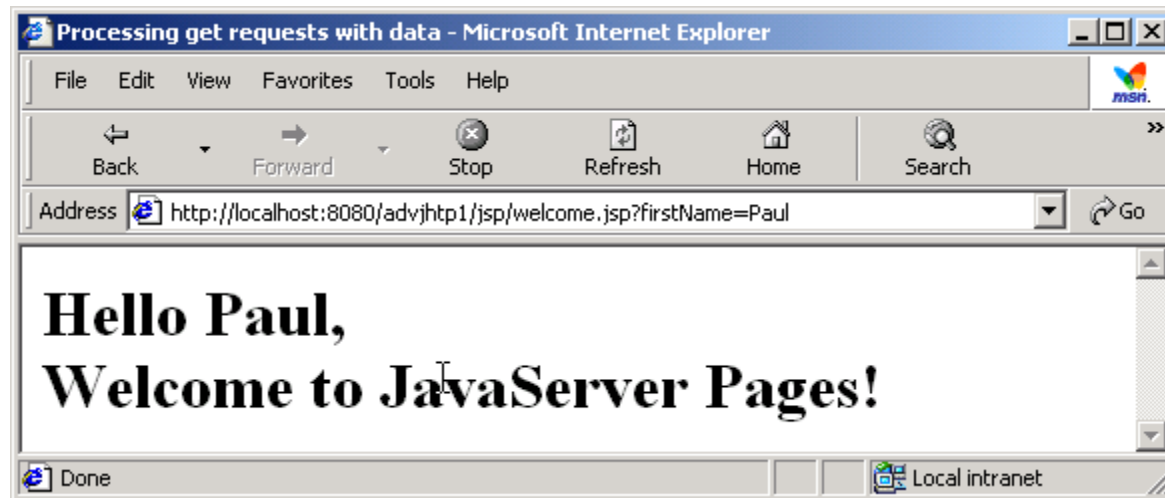 Processing get requests with data - Microsoft Internet Explorer
File Edit View Favorites Tools Help
msn.
Back Forward Stop Refresh Home Search »
Address http://localhost:8080/advjhtp1/jsp/welcome.jsp?firstName=Paul Go
Hello Paul,
Welcome to JavaServer Pages!
Done Local intranet